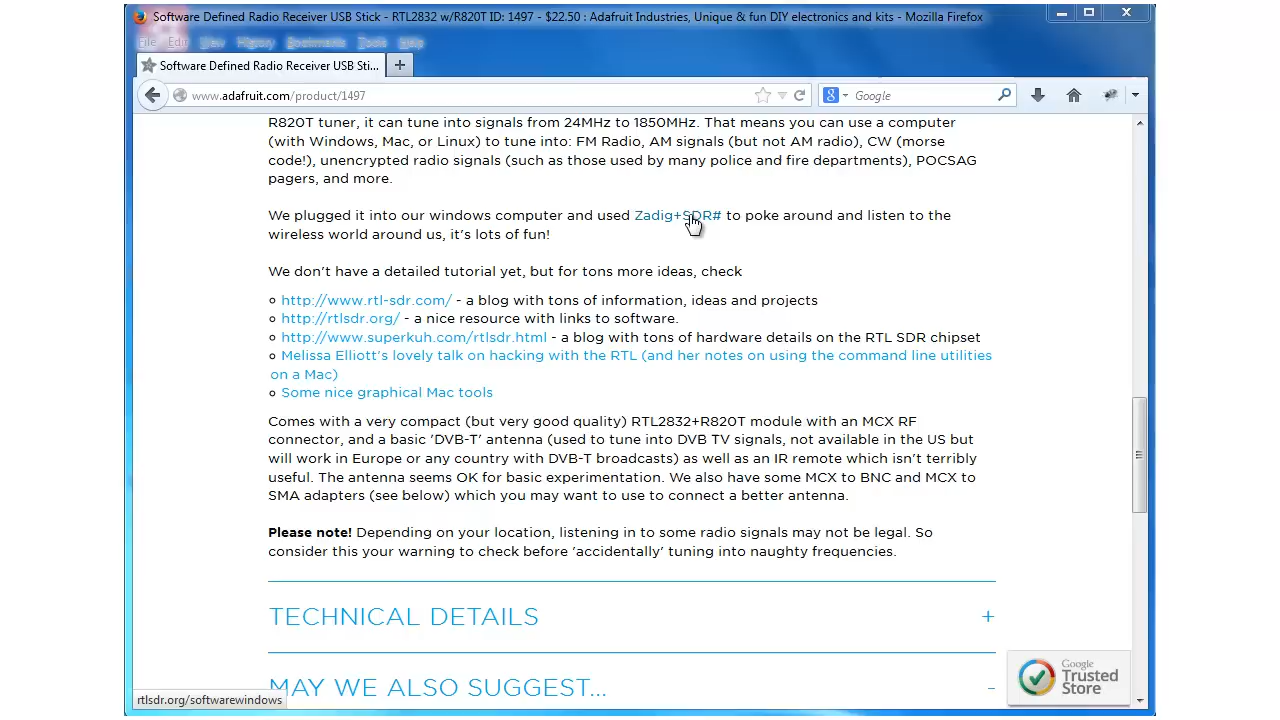 Software Defined Radio Receiver USB Stick - RTL2832 w/R820T ID: 1497 - $22.50 : Adafruit Industries, Unique & fun DIY electronics and kits - Mozilla Firefox
File Edit View History Bookmarks Tools Help
Software Defined Radio Receiver USB Sti...
www.adafruit.com/product/1497
Google
R820T tuner, it can tune into signals from 24MHz to 1850MHz. That means you can use a computer
(with Windows, Mac, or Linux) to tune into: FM Radio, AM signals (but not AM radio), CW (morse
code!), unencrypted radio signals (such as those used by many police and fire departments), POCSAG
pagers, and more.
We plugged it into our windows computer and used Zadig+SDR# to poke around and listen to the
wireless world around us, it's lots of fun!
We don't have a detailed tutorial yet, but for tons more ideas, check
http://www.rtl-sdr.com/ - a blog with tons of information, ideas and projects
http://rtlsdr.org/ - a nice resource with links to software.
http://www.superkuh.com/rtlsdr.html - a blog with tons of hardware details on the RTL SDR chipset
Melissa Elliott's lovely talk on hacking with the RTL (and her notes on using the command line utilities
on a Mac)
Some nice graphical Mac tools
Comes with a very compact (but very good quality) RTL2832+R820T module with an MCX RF
connector, and a basic 'DVB-T' antenna (used to tune into DVB TV signals, not available in the US but
will work in Europe or any country with DVB-T broadcasts) as well as an IR remote which isn't terribly
useful. The antenna seems OK for basic experimentation. We also have some MCX to BNC and MCX to
SMA adapters (see below) which you may want to use to connect a better antenna.
Please note! Depending on your location, listening in to some radio signals may not be legal. So
consider this your warning to check before 'accidentally' tuning into naughty frequencies.
TECHNICAL DETAILS +
MAY WE ALSO SUGGEST... -
Google
Trusted
Store
rtlsdr.org/softwarewindows